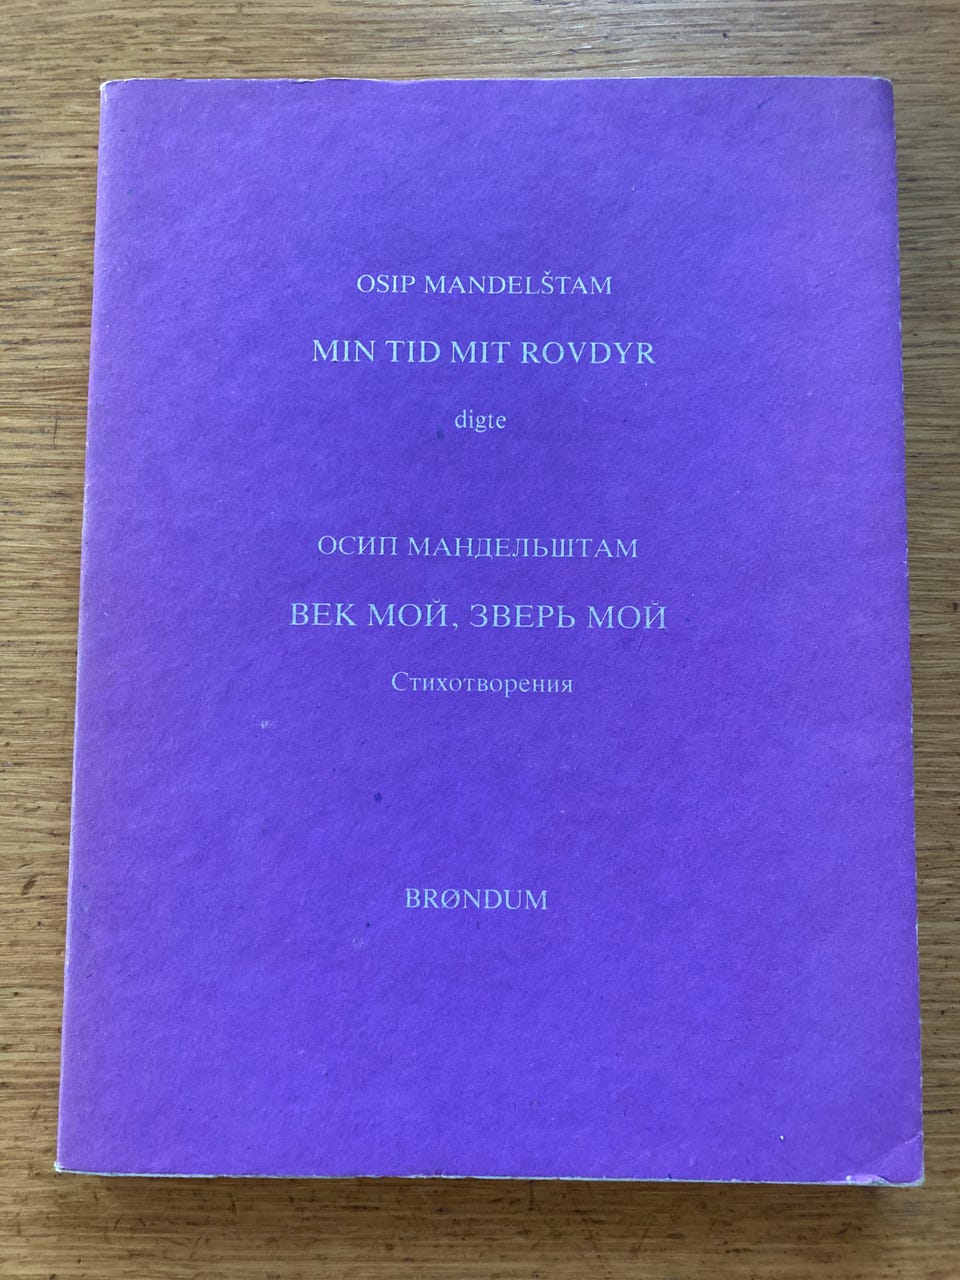 OSIP MANDELŠTAM
MIN TID MIT ROVDYR
digte
ОСИП МАНДЕЛЬШТАМ
ВЕК МОЙ, ЗВЕРЬ МОЙ
Стихотворения
BRØNDUM